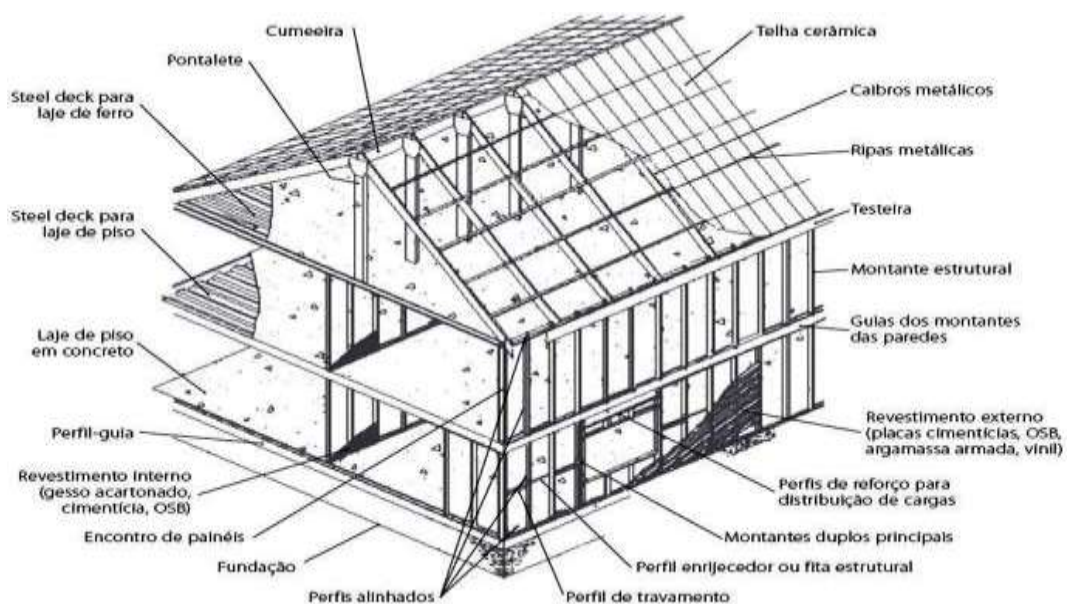 Cumeeira
Pontalete
Steel deck para
laje de ferro
Steel deck para
laje de piso
Laje de piso
em concreto
Perfil-guia
Revestimento interno
(gesso acartonado,
cimentícia, OSB)
Encontro de painéis
Fundação
Perfis alinhados
Telha cerâmica
Caibros metálicos
Ripas metálicas
Testeira
Montante estrutural
Guias dos montantes
das paredes
Revestimento externo
(placas cimentícias, OSB,
argamassa armada, vinil)
Perfis de reforço para
distribuição de cargas
Montantes duplos principais
Perfil enrijecedor ou fita estrutural
Perfil de travamento